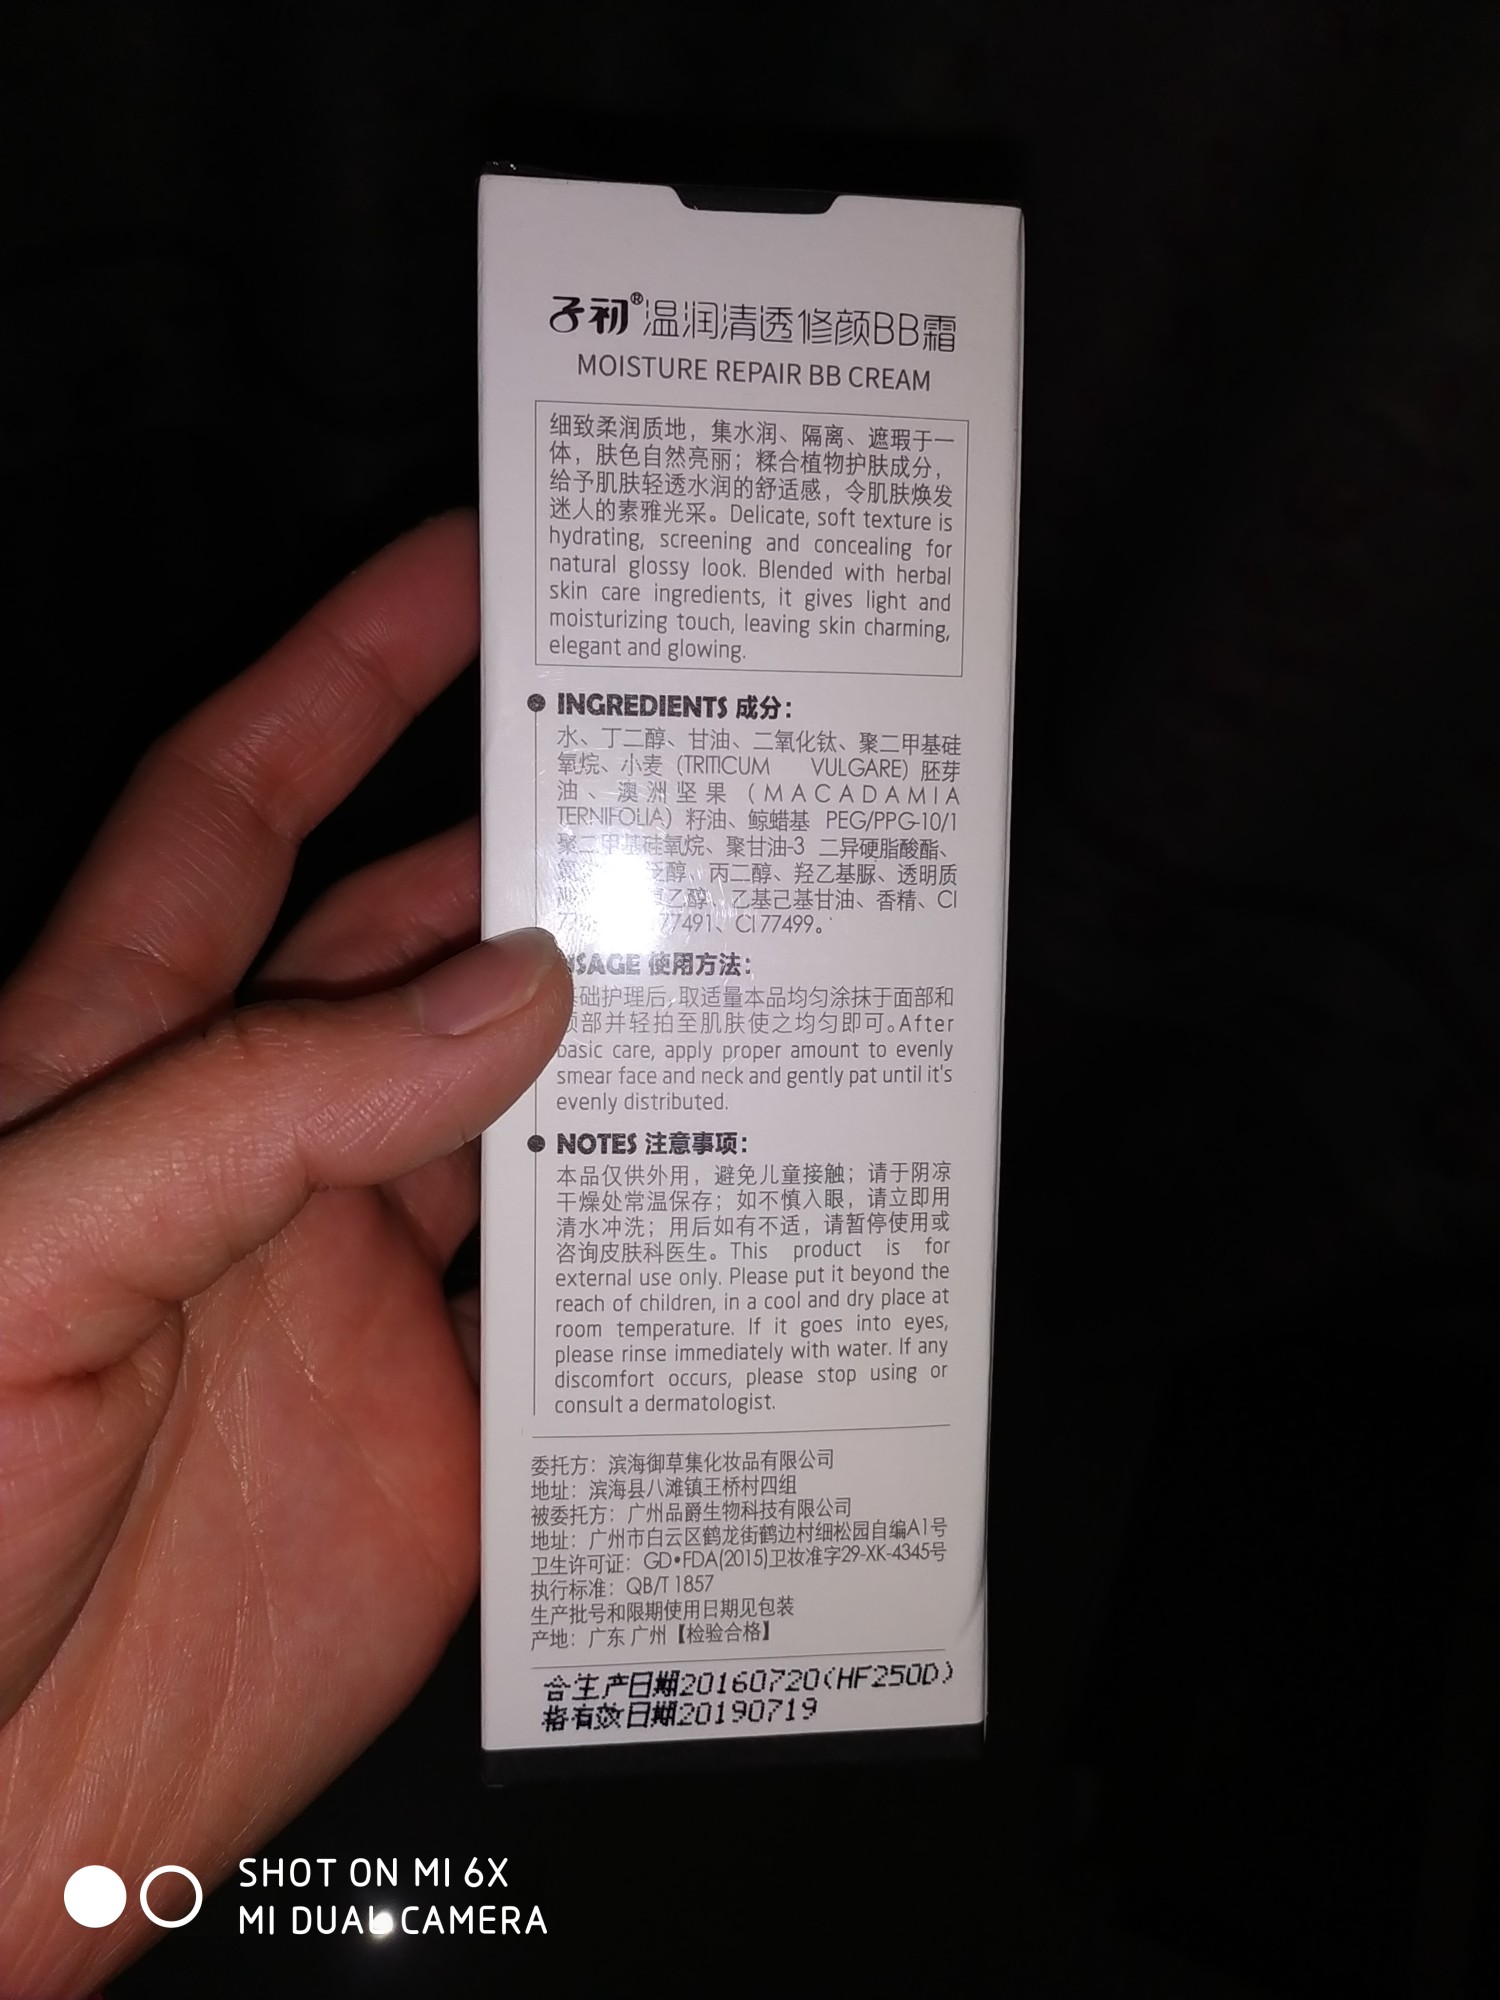 子初®温润清透修颜BB霜
MOISTURE REPAIR BB CREAM
细致柔润质地，集水润、隔离、遮瑕于一
体，肤色自然亮丽；糅合植物护肤成分，
给予肌肤轻透水润的舒适感，令肌肤焕发
迷人的素雅光采。Delicate, soft texture is
hydrating, screening and concealing for
natural glossy look. Blended with herbal
skin care ingredients, it gives light and
moisturizing touch, leaving skin charming,
elegant and glowing.
INGREDIENTS 成分：
水、丁二醇、甘油、二氧化钛、聚二甲基硅
氧烷、小麦（TRITICUM VULGARE）胚芽
油、澳洲坚果（MACADAMIA
TERNIFOLIA）籽油、鲸蜡基 PEG/PPG-10/1
聚二甲基硅氧烷、聚甘油-3 二异硬脂酸酯、
泛醇、丙二醇、羟乙基脲、透明质
乙醇、乙基己基甘油、香精、CI
77491、CI 77499。
USAGE 使用方法：
基础护理后，取适量本品均匀涂抹于面部和
颈部并轻拍至肌肤使之均匀即可。After
basic care, apply proper amount to evenly
smear face and neck and gently pat until it's
evenly distributed.
NOTES 注意事项：
本品仅供外用，避免儿童接触；请于阴凉
干燥处常温保存；如不慎入眼，请立即用
清水冲洗；用后如有不适，请暂停使用或
咨询皮肤科医生。This product is for
external use only. Please put it beyond the
reach of children, in a cool and dry place at
room temperature. If it goes into eyes,
please rinse immediately with water. If any
discomfort occurs, please stop using or
consult a dermatologist.
委托方：滨海御草集化妆品有限公司
地址：滨海县八滩镇王桥村四组
被委托方：广州品爵生物科技有限公司
地址：广州市白云区鹤龙街鹤边村细松园自编A1号
卫生许可证：GD•FDA(2015)卫妆准字29-XK-4345号
执行标准：QB/T 1857
生产批号和限期使用日期见包装
产地：广东 广州【检验合格】
合生产日期20160720(HF250D)
格有效日期20190719
SHOT ON MI 6X
MI DUAL CAMERA